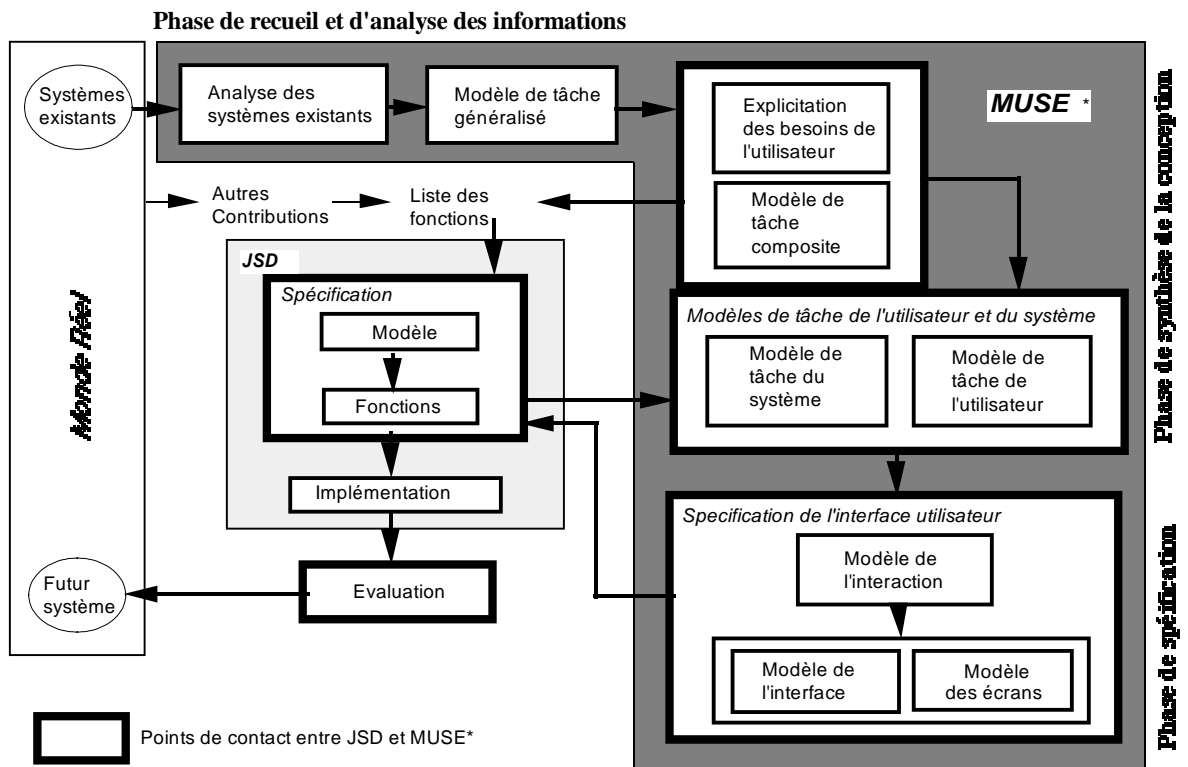 Phase de recueil et d'analyse des informations
Systèmes
existants
Analyse des
systèmes existants
Modèle de tâche
généralisé
Explicitation
des besoins de
l'utilisateur
MUSE *
Modèle de
tâche
composite
Autres
Contributions
Liste des
fonctions
JSD
Spécification
Modèle
Fonctions
Implémentation
Evaluation
Monde Réel
Futur
système
Modèles de tâche de l'utilisateur et du système
Modèle de
tâche du
système
Modèle de
tâche de
l'utilisateur
Specification de l'interface utilisateur
Modèle de
l'interaction
Modèle de
l'interface
Modèle
des écrans
Phase de synthèse de la conception
Phase de spéification
Points de contact entre JSD et MUSE*